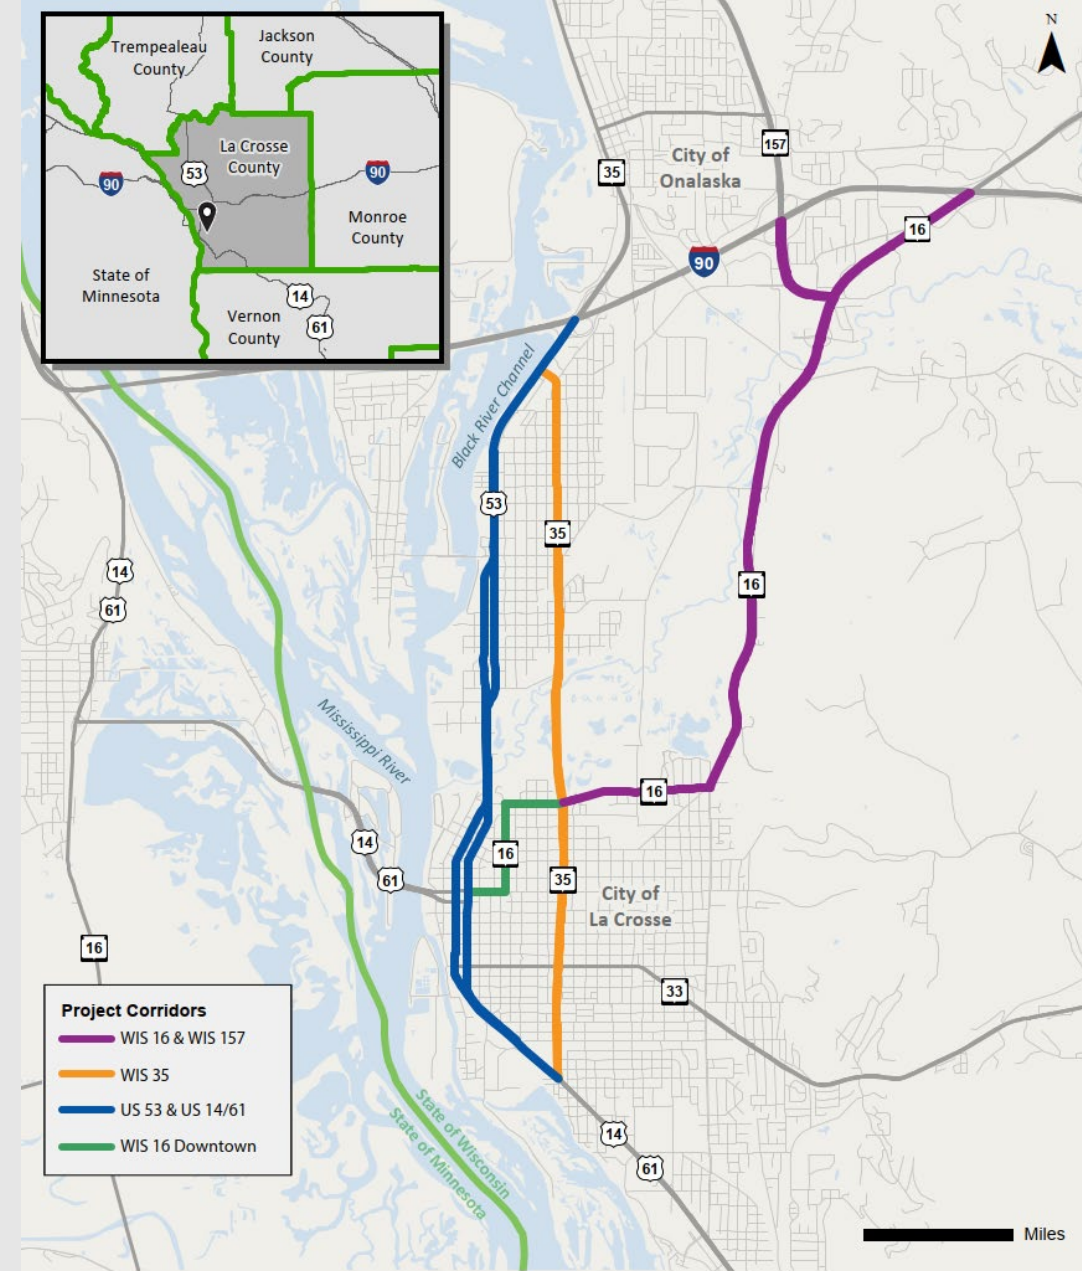 Trempealeau
County
Jackson
County
La Crosse
County
53
90
90
Monroe
County
State of
Minnesota
14
Vernon
County
61
N
157
35
City of
Onalaska
16
90
Black River Channel
53
35
14
16
61
Mississippi River
16
14
16
61
35
City of
La Crosse
16
33
Project Corridors
WIS 16 & WIS 157
WIS 35
US 53 & US 14/61
WIS 16 Downtown
State of Wisconsin
State of Minnesota
14
61
Miles